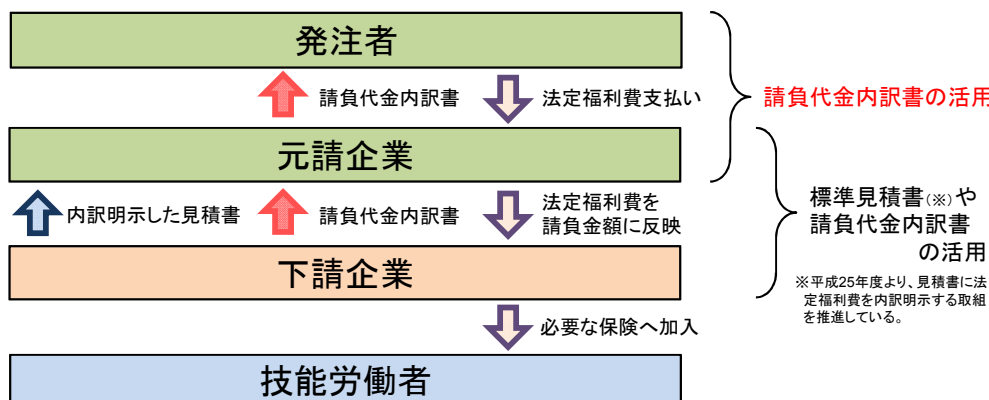 発注者
請負代金内訳書
法定福利費支払い
請負代金内訳書の活用
元請企業
内訳明示した見積書
請負代金内訳書
法定福利費を
請負金額に反映
標準見積書(※)や
請負代金内訳書
の活用
※平成25年度より、見積書に法
定福利費を内訳明示する取組
を推進している。
下請企業
必要な保険へ加入
技能労働者